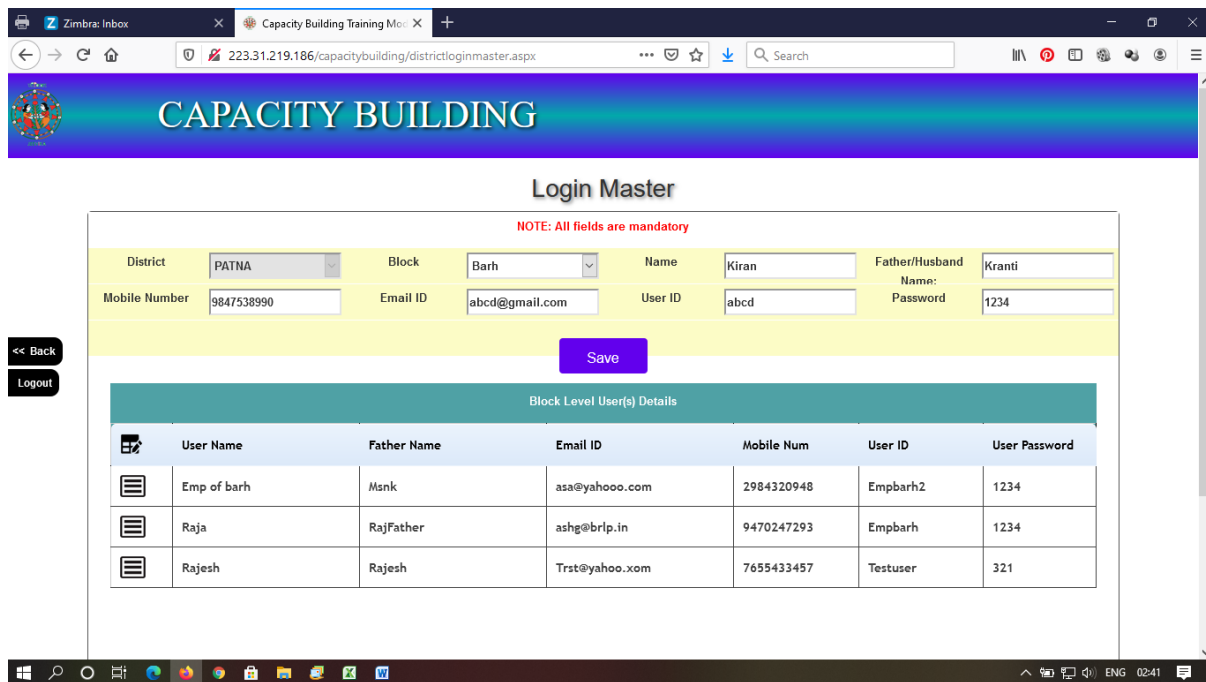 Zimbra: Inbox
Capacity Building Training Moc
223.31.219.186/capacitybuilding/districtloginmaster.aspx
Search
CAPACITY BUILDING
Login Master
NOTE: All fields are mandatory
District PATNA Block Barh Name Kiran Father/Husband Name: Kranti
Mobile Number 9847538990 Email ID abcd@gmail.com User ID abcd Password 1234
<< Back
Save
Logout
Block Level User(s) Details
User Name Father Name Email ID Mobile Num User ID User Password
Emp of barh Msnk asa@yahooo.com 2984320948 Empbarh2 1234
Raja RajFather ashg@brlp.in 9470247293 Empbarh 1234
Rajesh Rajesh Trst@yahoo.xom 7655433457 Testuser 321
ENG 02:41